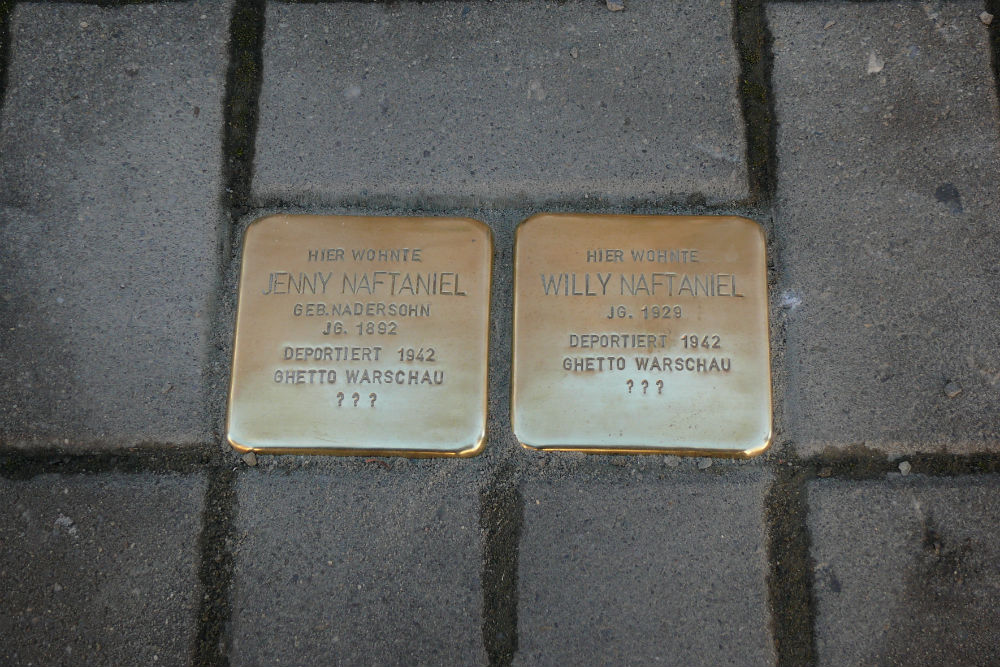 HIER WOHNTE
JENNY NAFTANIEL
GEB. NADERSOHN
JG. 1892
DEPORTIERT 1942
GHETTO WARSCHAU
? ? ?
HIER WOHNTE
WILLY NAFTANIEL
JG. 1929
DEPORTIERT 1942
GHETTO WARSCHAU
? ? ?